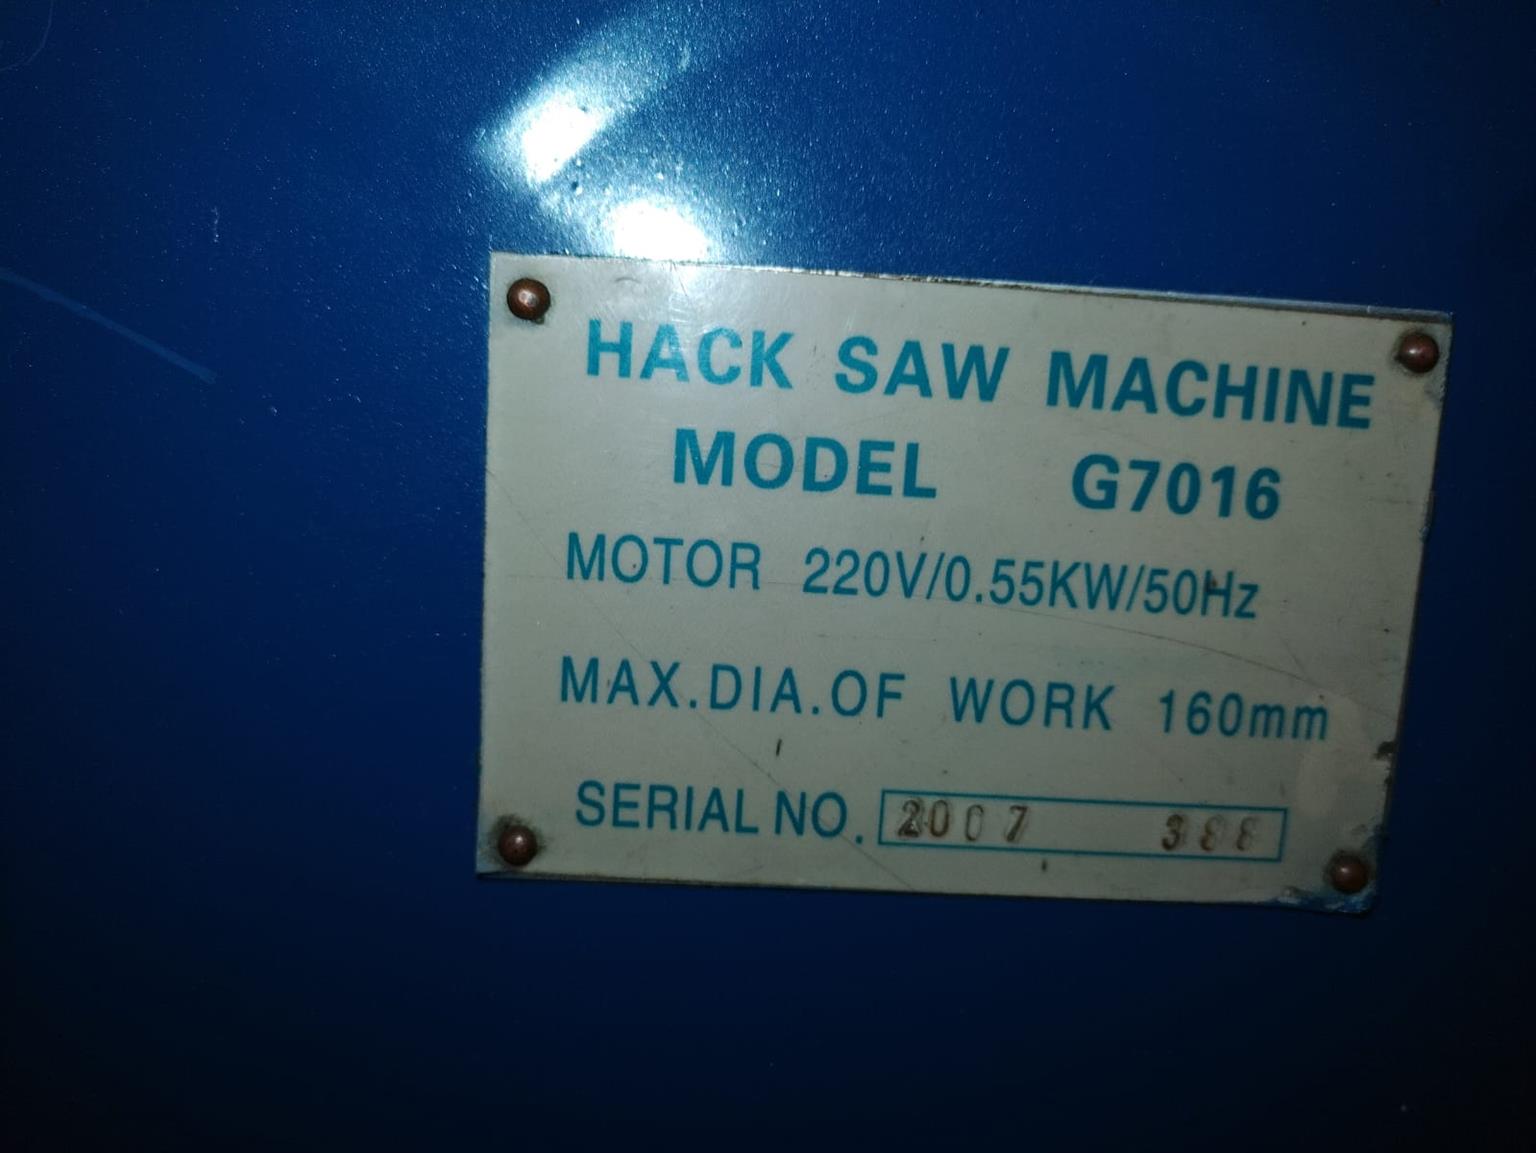 HACK SAW MACHINE
MODEL G7016
MOTOR 220V/0.55KW/50Hz
MAX.DIA.OF WORK 160mm
SERIAL NO. 2007 388